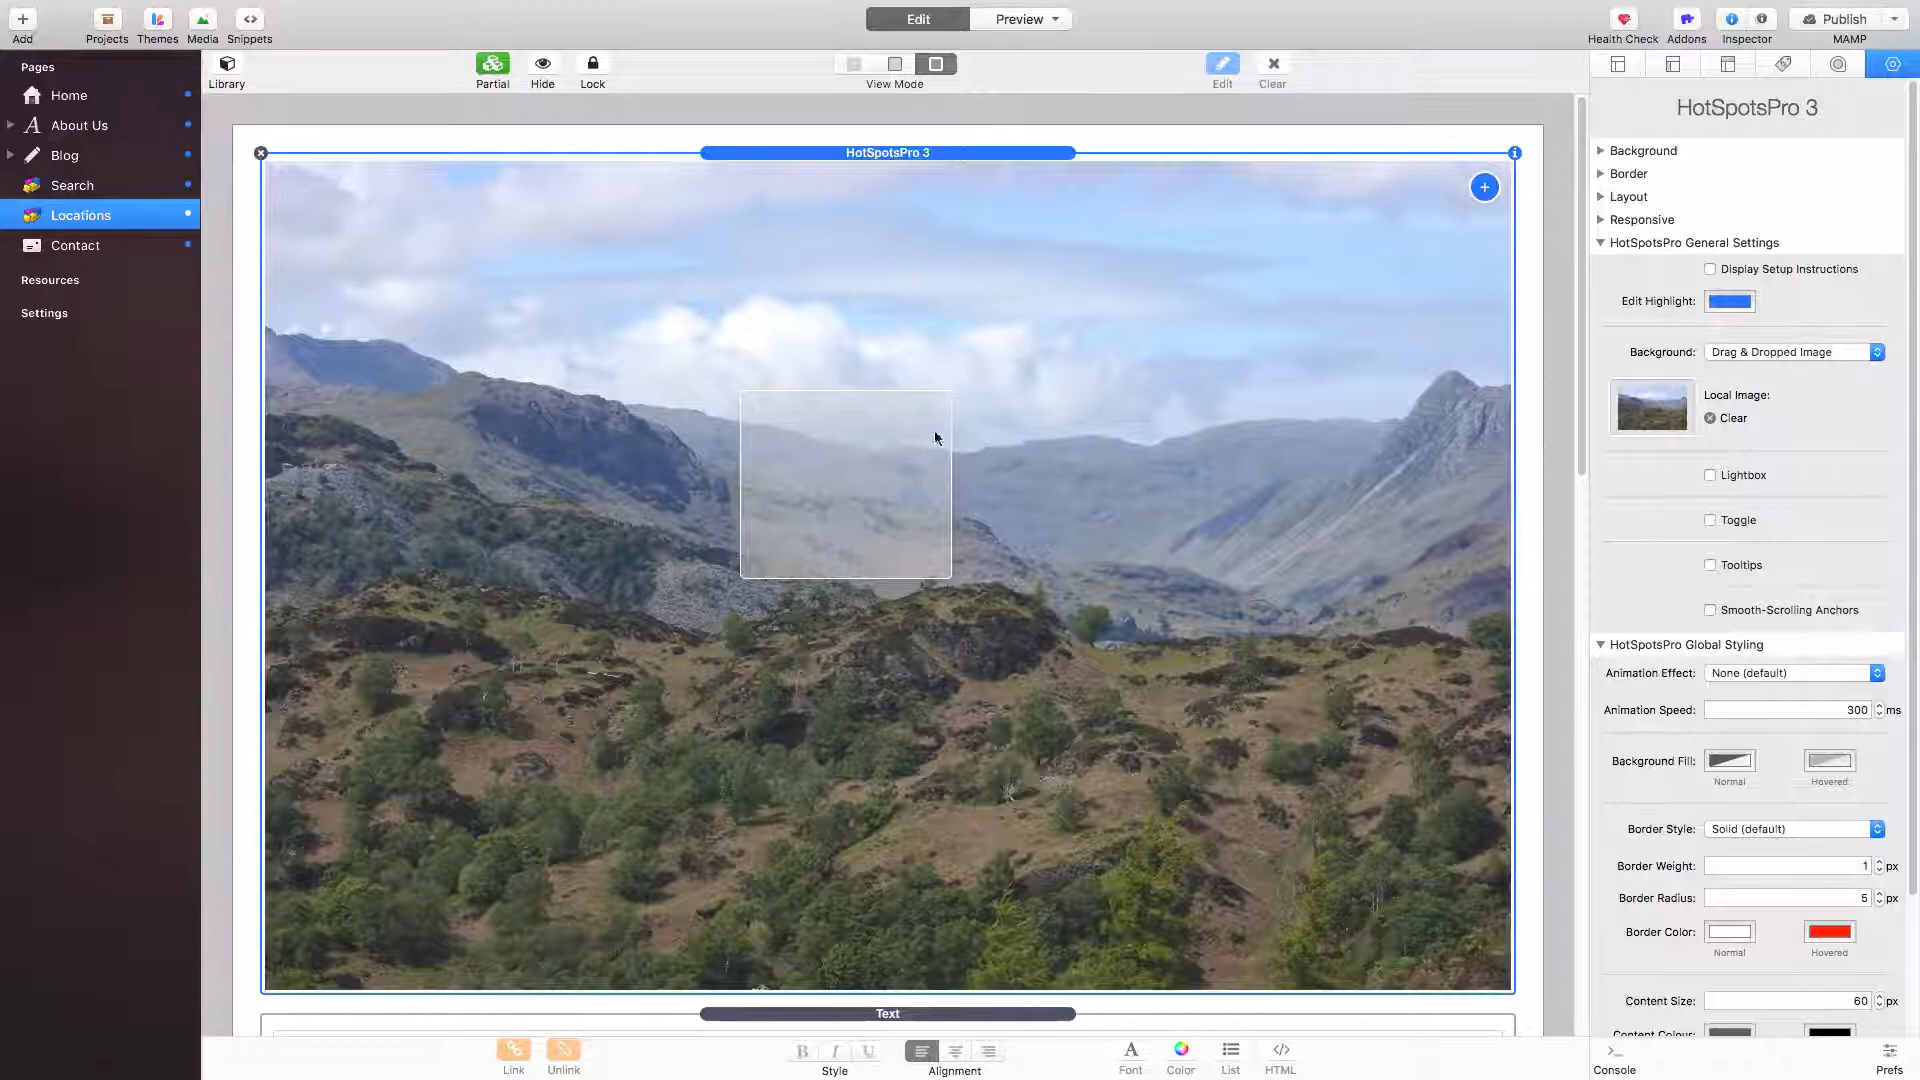 Add
Projects
Themes
Media
Snippets
Edit
Preview
Health Check
Addons
Inspector
Publish
MAMP
Pages
Home
About Us
Blog
Search
Locations
Contact
Resources
Settings
Library
Partial
Hide
Lock
View Mode
Edit
Clear
HotSpotsPro 3
Text
HotSpotsPro 3
Background
Border
Layout
Responsive
HotSpotsPro General Settings
Display Setup Instructions
Edit Highlight:
Background: Drag & Dropped Image
Local Image:
Clear
Lightbox
Toggle
Tooltips
Smooth-Scrolling Anchors
HotSpotsPro Global Styling
Animation Effect: None (default)
Animation Speed: 300 ms
Background Fill:
Normal Hovered
Border Style: Solid (default)
Border Weight: 1 px
Border Radius: 5 px
Border Color:
Normal Hovered
Content Size: 60 px
Content Colour:
Link
Unlink
B I U
Style
Alignment
Font
Color
List
HTML
Console
Prefs